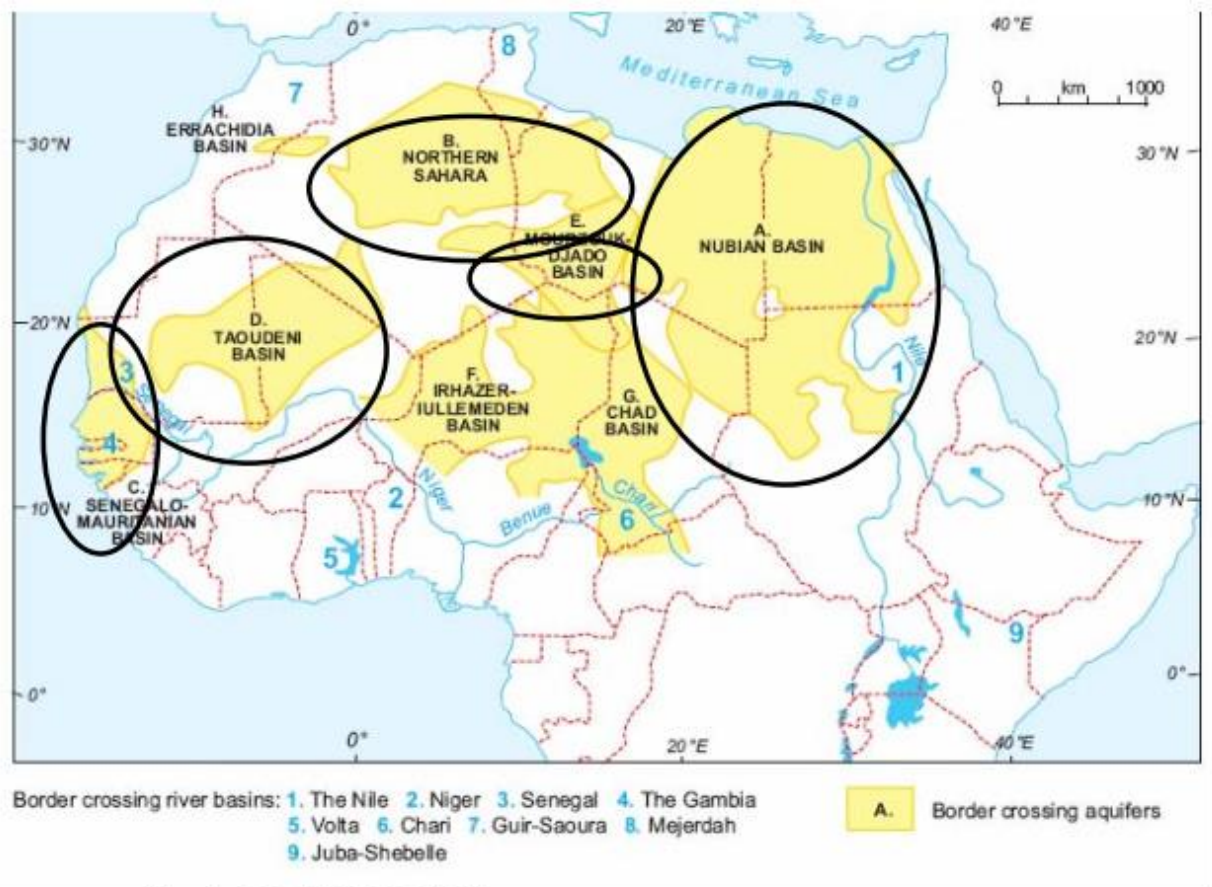 0°
20°E
40°E
8
Mediterranean Sea
7
0 km 1000
H.
ERRACHIDIA
BASIN
30°N
B.
NORTHERN
SAHARA
30°N
E.
MOURZOUK-
DJADO
BASIN
A.
NUBIAN BASIN
20°N
D.
TAOUDENI
BASIN
20°N
3
Senegal
Nile
1
F.
IRHAZER-
IULLEMEDEN
BASIN
G.
CHAD
BASIN
4
C.
SENEGALO-
MAURITANIAN
BASIN
10°N
2
Niger
Benue
Chari
6
10°N
5
9
0°
0°
0°
20°E
40°E
Border crossing river basins: 1. The Nile 2. Niger 3. Senegal 4. The Gambia
5. Volta 6. Chari 7. Guir-Saoura 8. Mejerdah
9. Juba-Shebelle
A. Border crossing aquifers